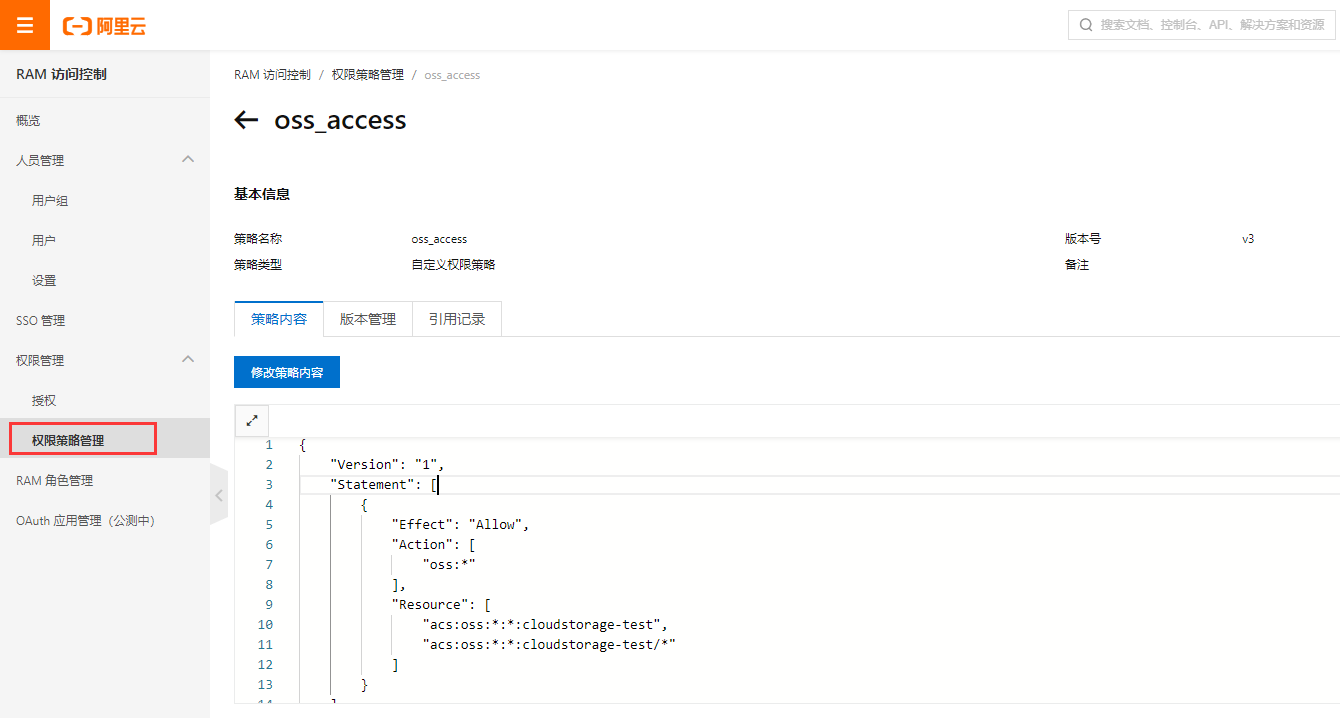 阿里云
搜索文档、控制台、API、解决方案和资源
RAM 访问控制
概览
人员管理
用户组
用户
设置
SSO 管理
权限管理
授权
权限策略管理
RAM 角色管理
OAuth 应用管理（公测中）
RAM 访问控制 / 权限策略管理 / oss_access
oss_access
基本信息
策略名称 oss_access 版本号 v3
策略类型 自定义权限策略 备注
策略内容 版本管理 引用记录
修改策略内容
1 {
2 "Version": "1",
3 "Statement": [
4 {
5 "Effect": "Allow",
6 "Action": [
7 "oss:*"
8 ],
9 "Resource": [
10 "acs:oss:*:*:cloudstorage-test",
11 "acs:oss:*:*:cloudstorage-test/*"
12 ]
13 }
14 ]